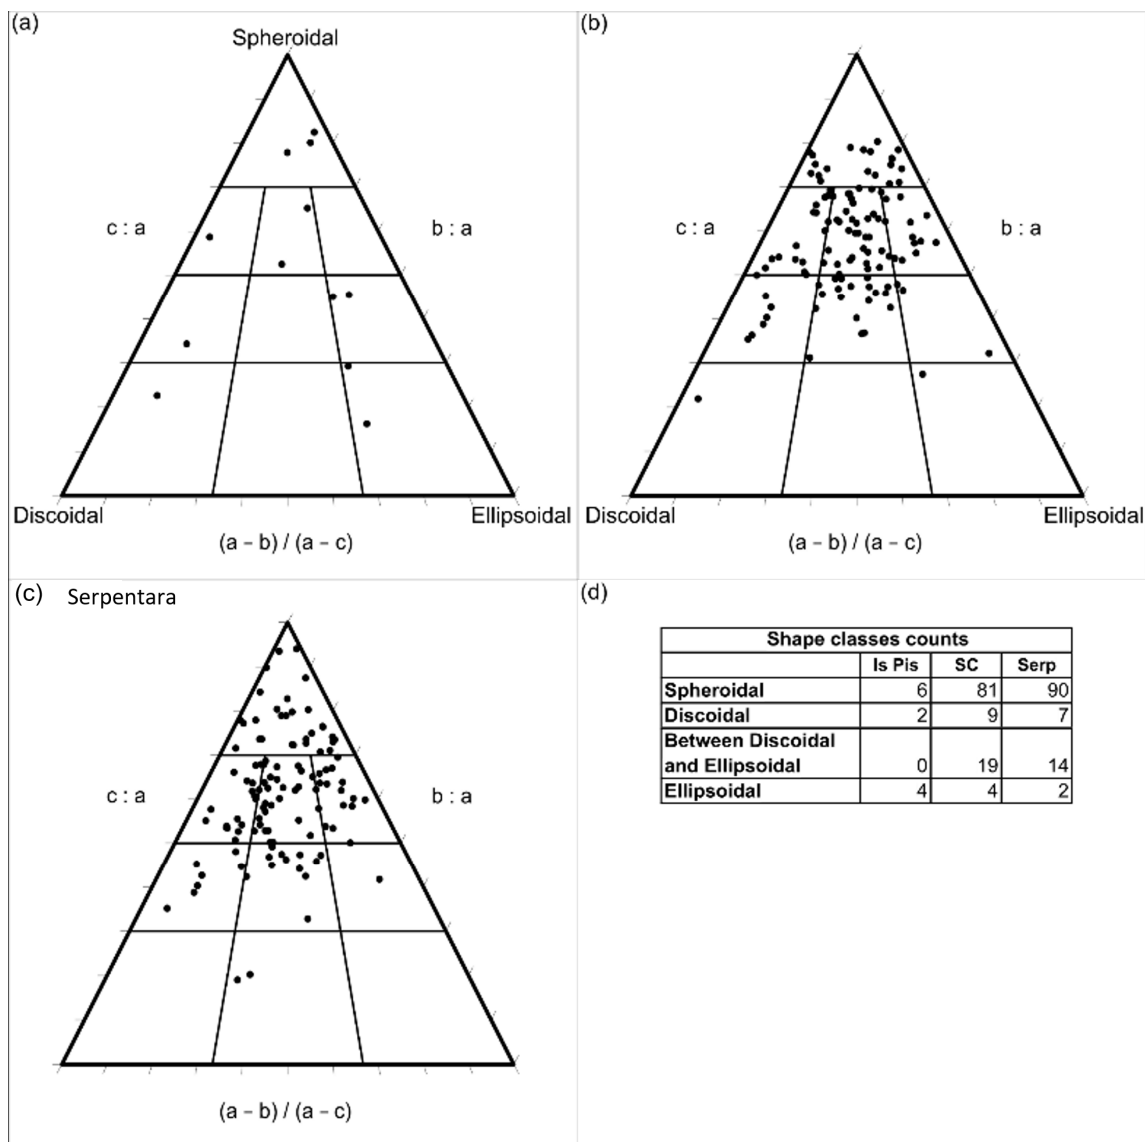 (a)
Spheroidal
c : a
b : a
Discoidal
Ellipsoidal
(a – b) / (a – c)
(b)
c : a
b : a
Discoidal
Ellipsoidal
(a – b) / (a – c)
(c) Serpentara
c : a
b : a
(a – b) / (a – c)
(d)
Shape classes counts
Is Pis SC Serp
Spheroidal 6 81 90
Discoidal 2 9 7
Between Discoidal
and Ellipsoidal 0 19 14
Ellipsoidal 4 4 2